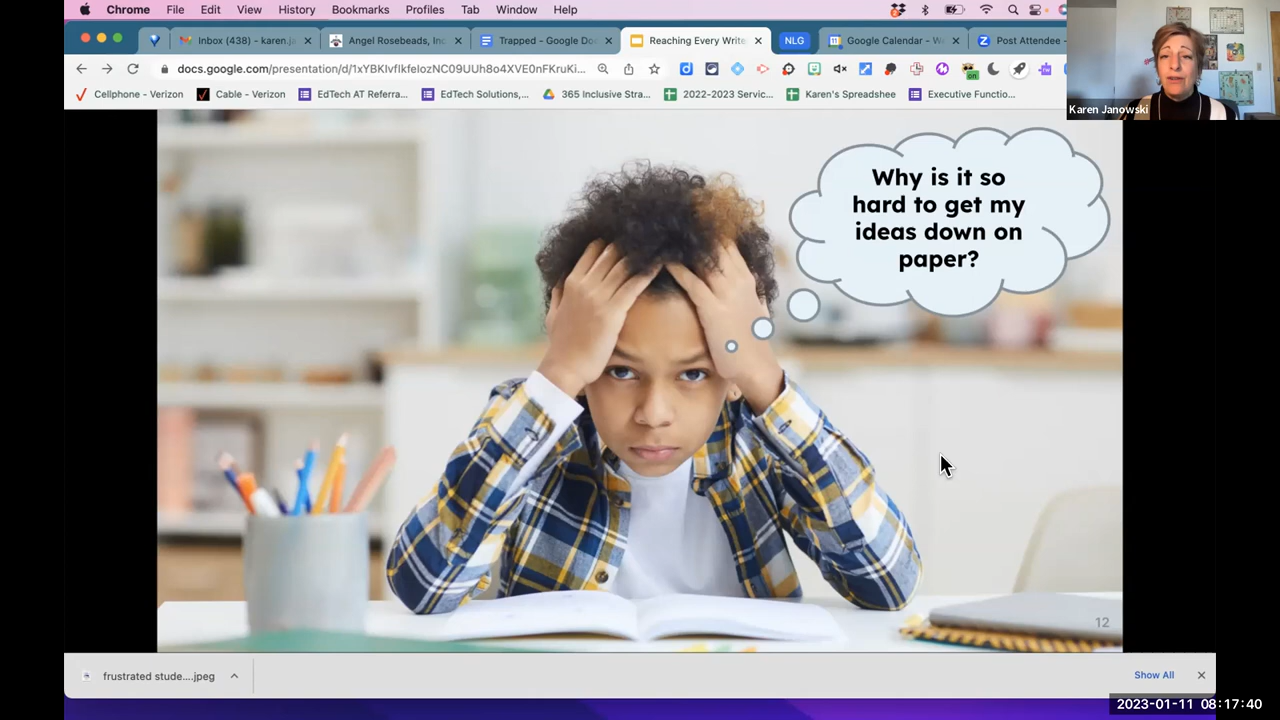 Chrome File Edit View History Bookmarks Profiles Tab Window Help
Inbox (438) - karen.ja
Angel Rosebeads, Inc
Trapped - Google Do
Reaching Every Write
NLG
Google Calendar - W
Post Attendee -
docs.google.com/presentation/d/1xYBKIvfIkfelozNC09D
Cellphone - Verizon
Cable - Verizon
EdTech AT Referra...
EdTech Solutions,...
365 Inclusive Stra...
2022-2023 Servic...
Karen's Spreadshee
Executive Functio...
Karen Janowski
Why is it so
hard to get my
ideas down on
paper?
12
frustrated stude....jpeg
Show All
2023-01-11 08:17:40